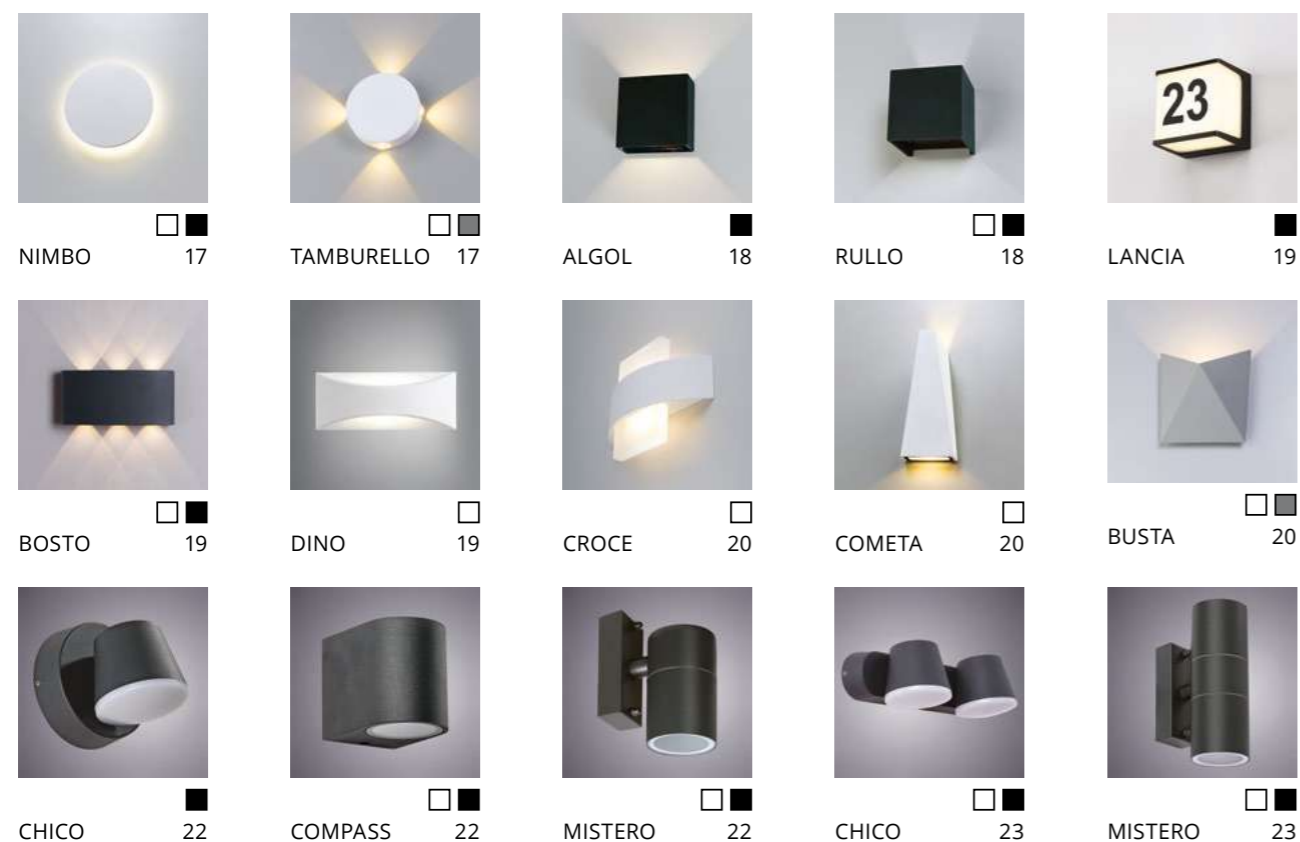 23
NIMBO 17
TAMBURELLO 17
ALGOL 18
RULLO 18
LANCIA 19
BOSTO 19
DINO 19
CROCE 20
COMETA 20
BUSTA 20
CHICO 22
COMPASS 22
MISTERO 22
CHICO 23
MISTERO 23